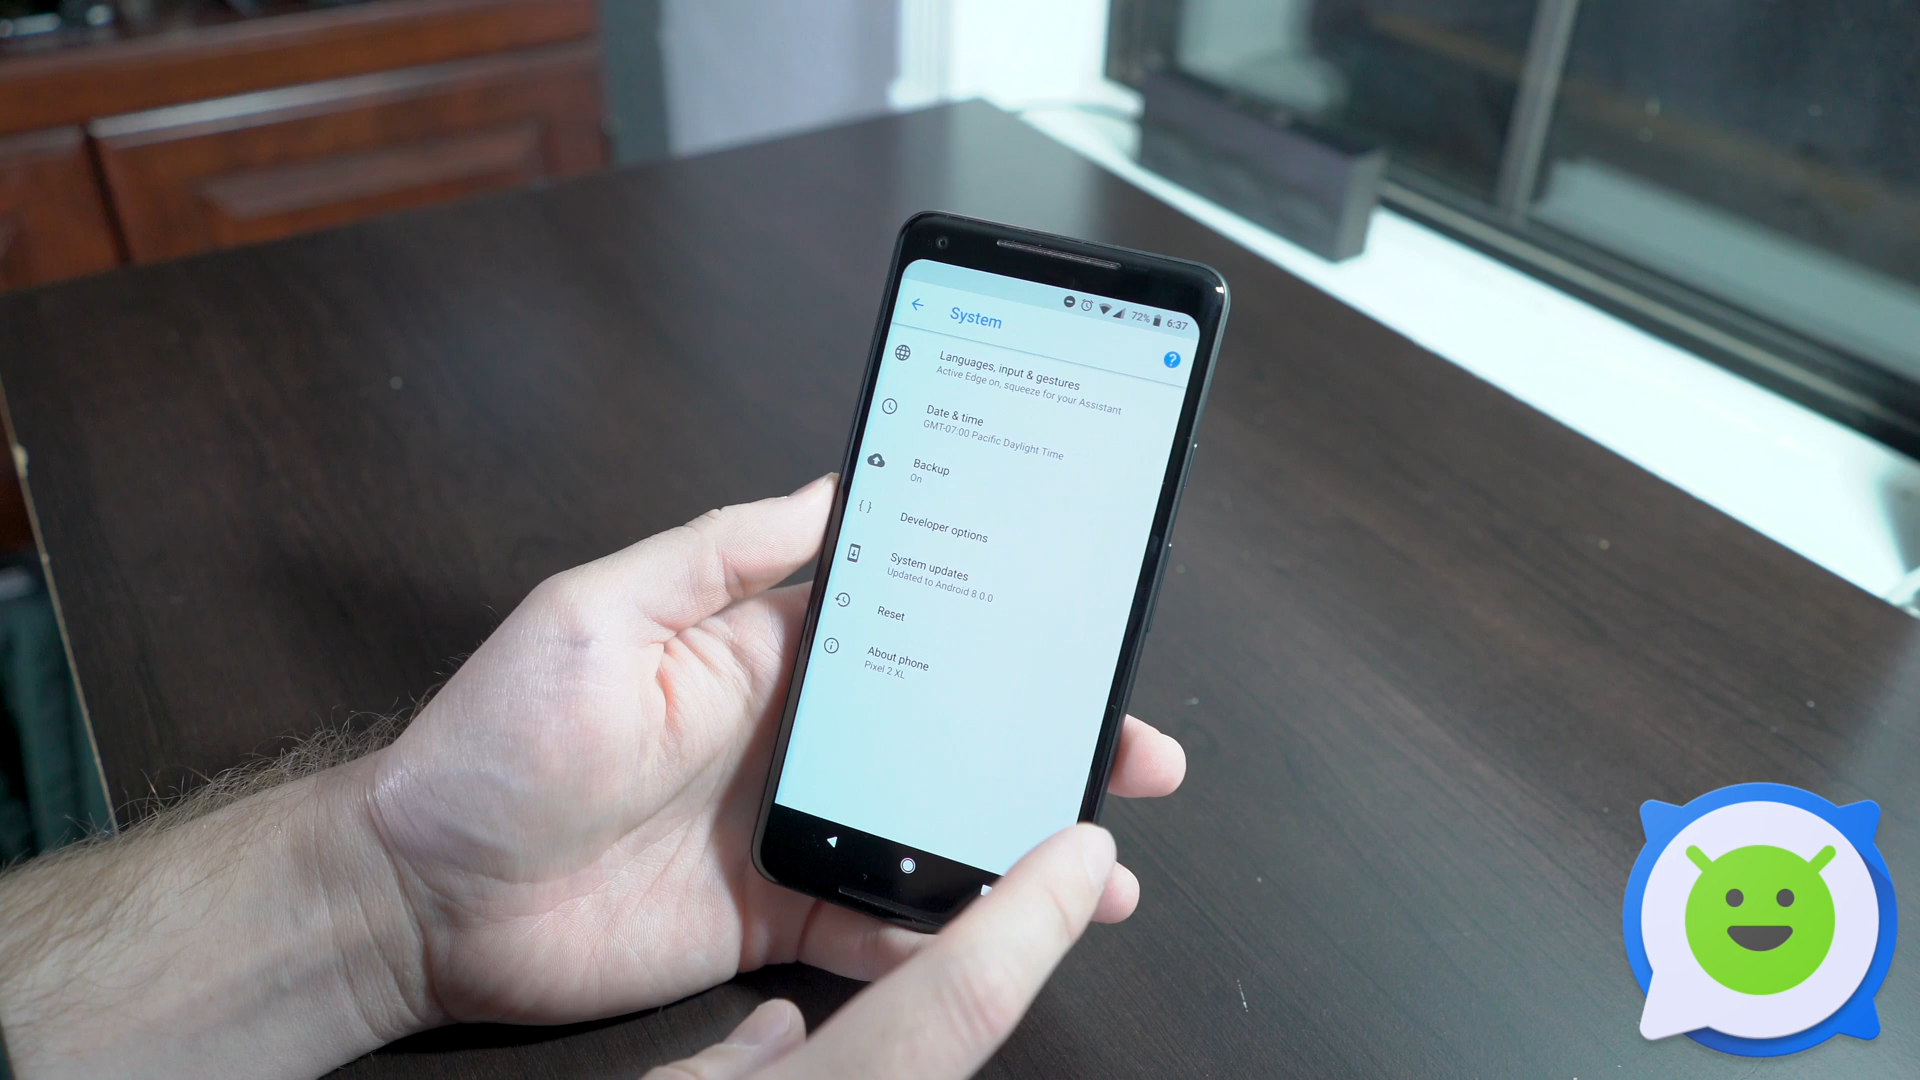 72% 6:37
System
?
Languages, input & gestures
Active Edge on, squeeze for your Assistant
Date & time
GMT-07:00 Pacific Daylight Time
Backup
On
{ } Developer options
System updates
Updated to Android 8.0.0
Reset
About phone
Pixel 2 XL